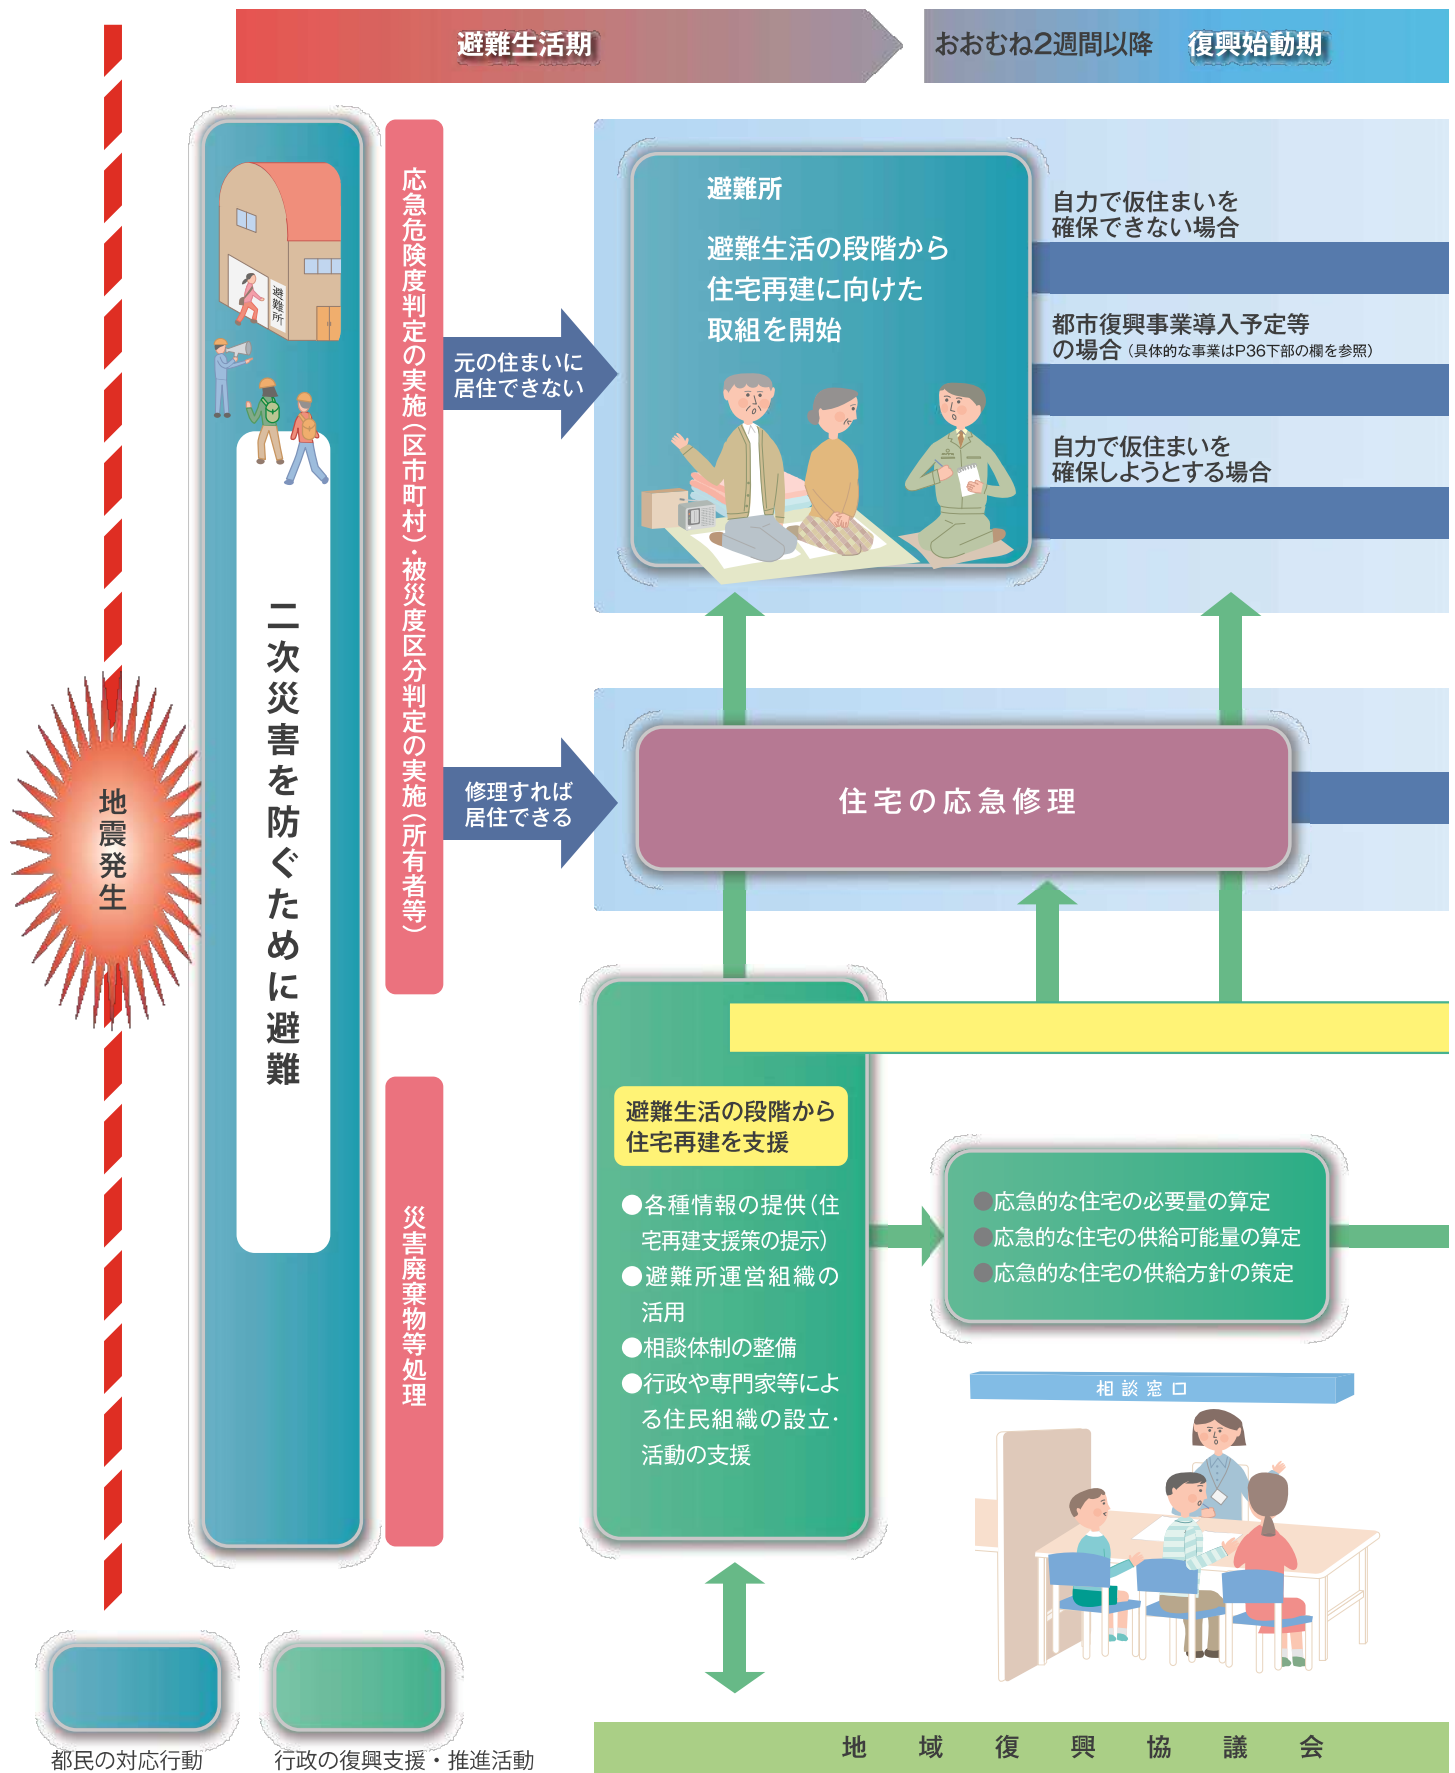 避難生活期
おおむね2週間以降 復興始動期
地震発生
避難所
二次災害を防ぐために避難
応急危険度判定の実施(区市町村)・被災度区分判定の実施(所有者等)
災害廃棄物等処理
元の住まいに
居住できない
修理すれば
居住できる
避難所
避難生活の段階から
住宅再建に向けた
取組を開始
自力で仮住まいを
確保できない場合
都市復興事業導入予定等
の場合(具体的な事業はP36下部の欄を参照)
自力で仮住まいを
確保しようとする場合
住宅の応急修理
避難生活の段階から
住宅再建を支援
●各種情報の提供(住
宅再建支援策の提示)
●避難所運営組織の
活用
●相談体制の整備
●行政や専門家等によ
る住民組織の設立・
活動の支援
●応急的な住宅の必要量の算定
●応急的な住宅の供給可能量の算定
●応急的な住宅の供給方針の策定
相談窓口
都民の対応行動
行政の復興支援・推進活動
地域復興協議会